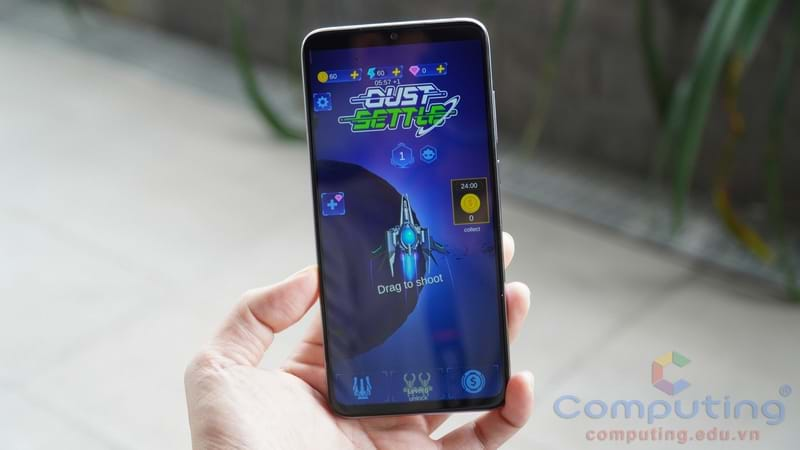 60
60
0
05:57 +1
DUST
SETTLE
1
24:00
0
collect
Drag to shoot
unlock
Computing®
computing.edu.vn